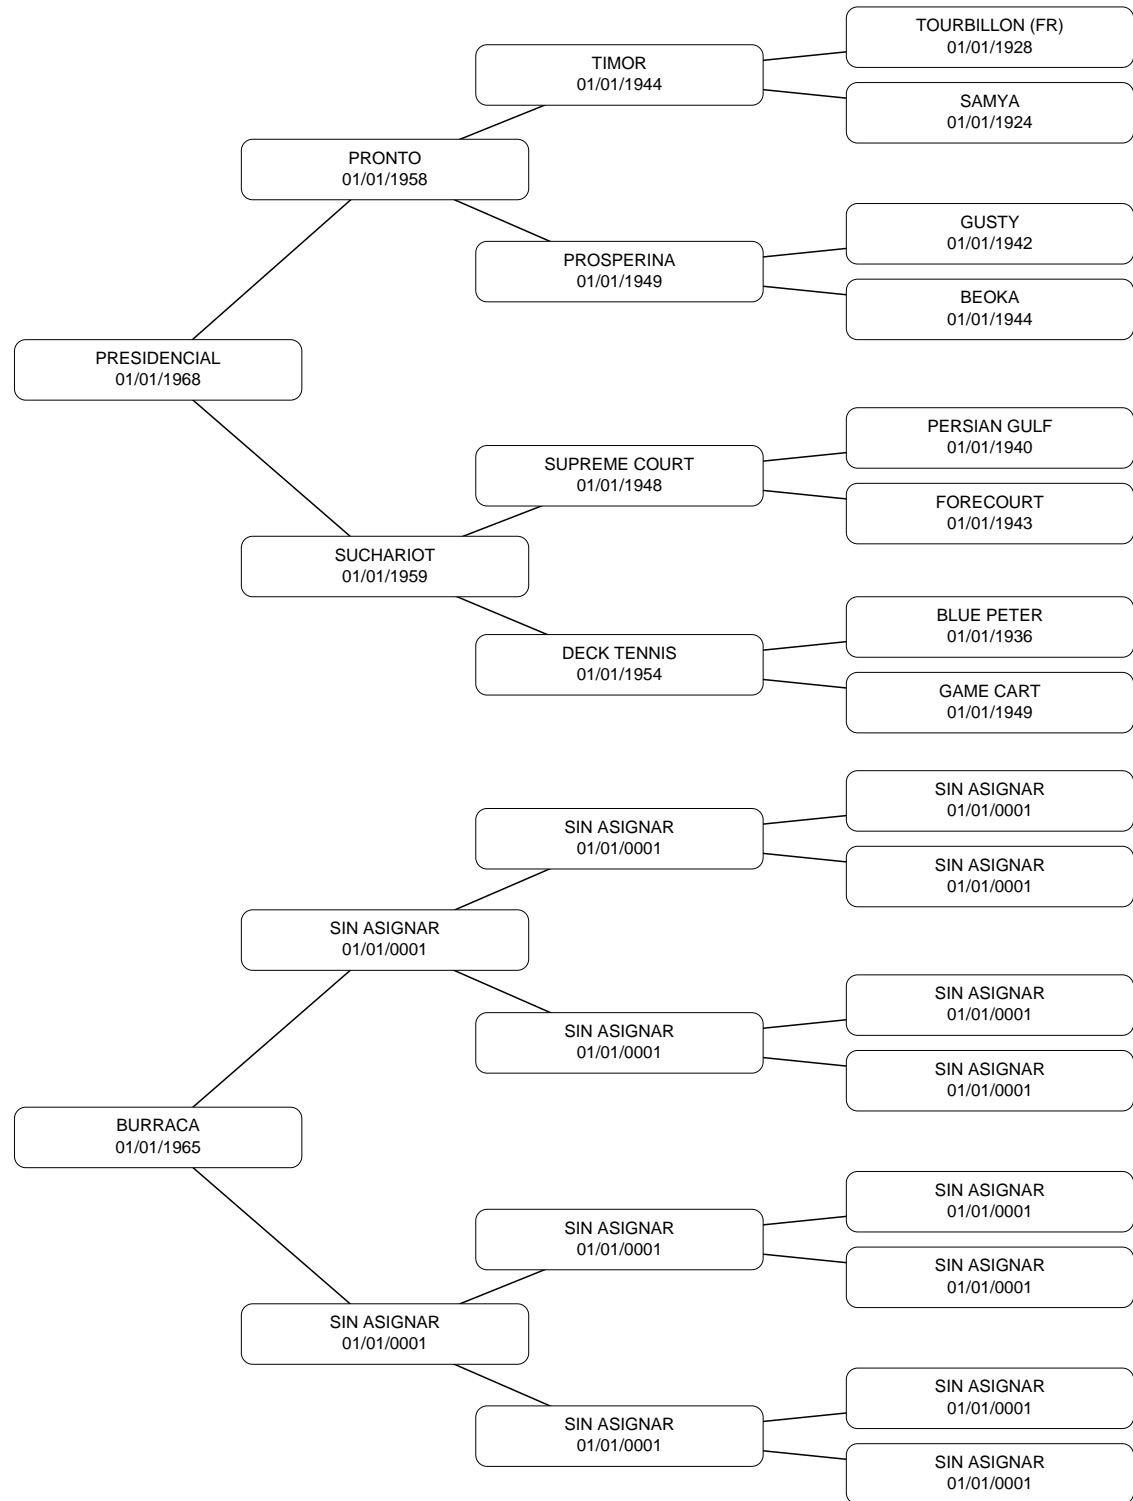 TOURBILLON (FR)
01/01/1928
TIMOR
01/01/1944
SAMYA
01/01/1924
PRONTO
01/01/1958
GUSTY
01/01/1942
PROSPERINA
01/01/1949
BEOKA
01/01/1944
PRESIDENCIAL
01/01/1968
PERSIAN GULF
01/01/1940
SUPREME COURT
01/01/1948
FORECOURT
01/01/1943
SUCHARIOT
01/01/1959
BLUE PETER
01/01/1936
DECK TENNIS
01/01/1954
GAME CART
01/01/1949
SIN ASIGNAR
01/01/0001
SIN ASIGNAR
01/01/0001
SIN ASIGNAR
01/01/0001
SIN ASIGNAR
01/01/0001
SIN ASIGNAR
01/01/0001
SIN ASIGNAR
01/01/0001
SIN ASIGNAR
01/01/0001
BURRACA
01/01/1965
SIN ASIGNAR
01/01/0001
SIN ASIGNAR
01/01/0001
SIN ASIGNAR
01/01/0001
SIN ASIGNAR
01/01/0001
SIN ASIGNAR
01/01/0001
SIN ASIGNAR
01/01/0001
SIN ASIGNAR
01/01/0001